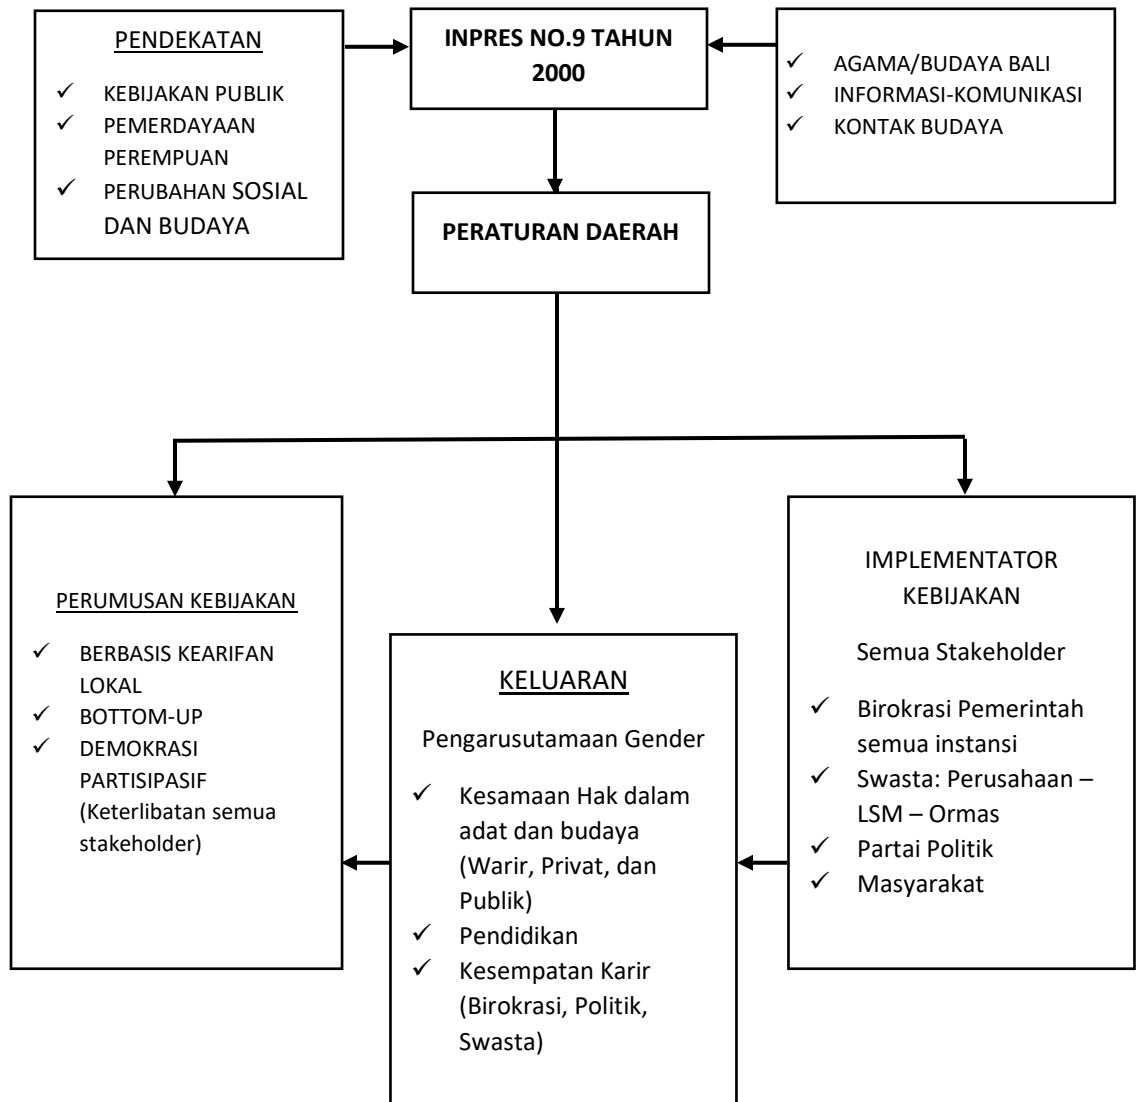 PENDEKATAN
✓ KEBIJAKAN PUBLIK
✓ PEMERDAYAAN
PEREMPUAN
✓ PERUBAHAN SOSIAL
DAN BUDAYA
INPRES NO.9 TAHUN
2000
✓ AGAMA/BUDAYA BALI
✓ INFORMASI-KOMUNIKASI
✓ KONTAK BUDAYA
PERATURAN DAERAH
PERUMUSAN KEBIJAKAN
✓ BERBASIS KEARIFAN
LOKAL
✓ BOTTOM-UP
✓ DEMOKRASI
PARTISIPASIF
(Keterlibatan semua
stakeholder)
KELUARAN
Pengarusutamaan Gender
✓ Kesamaan Hak dalam
adat dan budaya
(Warir, Privat, dan
Publik)
✓ Pendidikan
✓ Kesempatan Karir
(Birokrasi, Politik,
Swasta)
IMPLEMENTATOR
KEBIJAKAN
Semua Stakeholder
✓ Birokrasi Pemerintah
semua instansi
✓ Swasta: Perusahaan –
LSM – Ormas
✓ Partai Politik
✓ Masyarakat